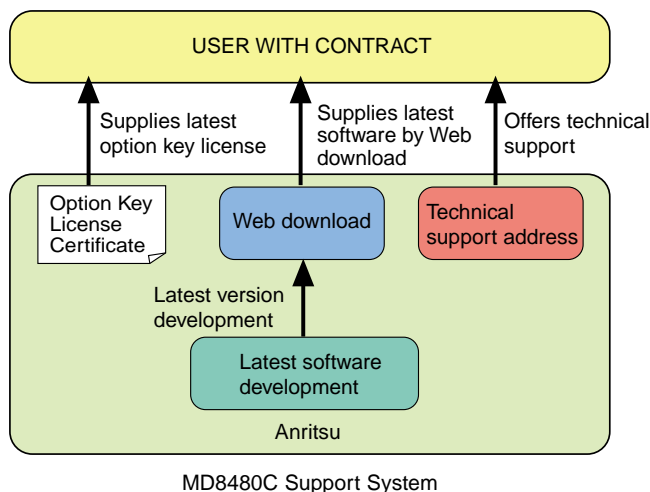 USER WITH CONTRACT
Supplies latest
option key license
Supplies latest
software by Web
download
Offers technical
support
Option Key
License
Certificate
Web download
Technical
support address
Latest version
development
Latest software
development
Anritsu
MD8480C Support System